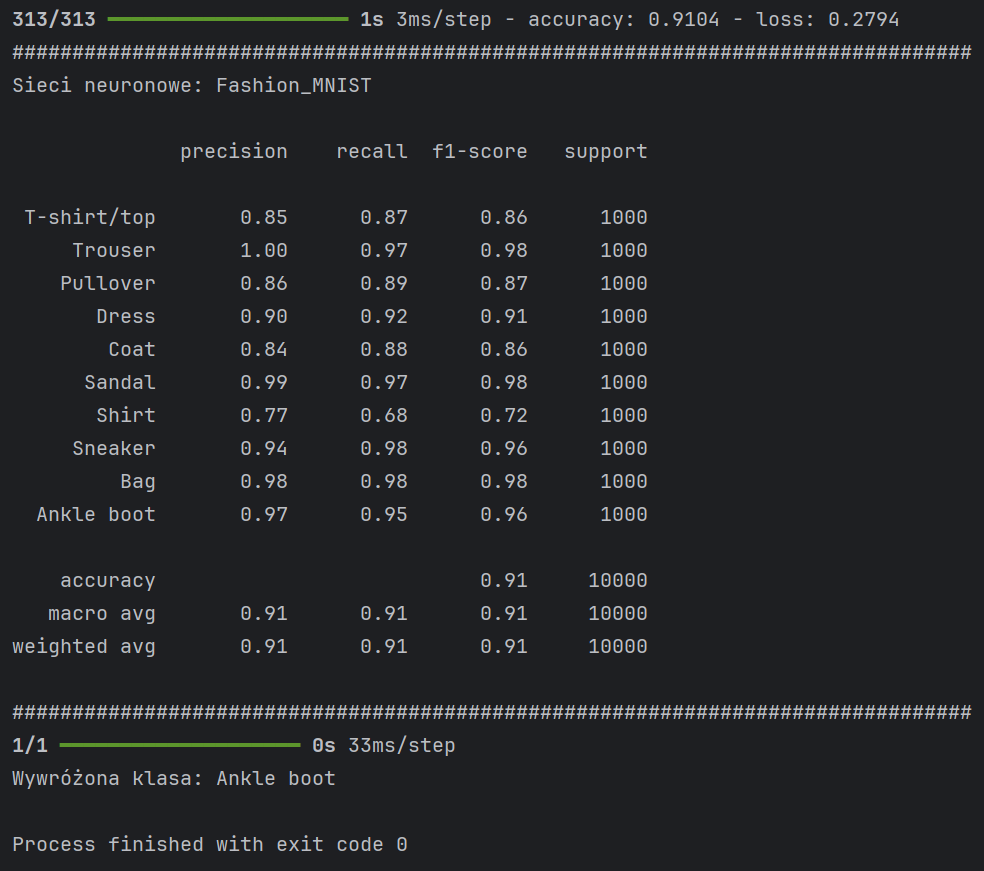 313/313 ━━━━━━━━━━━━━━━━━━━━ 1s 3ms/step - accuracy: 0.9104 - loss: 0.2794
################################################################################
Sieci neuronowe: Fashion_MNIST
              precision    recall  f1-score   support
 T-shirt/top       0.85      0.87      0.86      1000
     Trouser       1.00      0.97      0.98      1000
    Pullover       0.86      0.89      0.87      1000
       Dress       0.90      0.92      0.91      1000
        Coat       0.84      0.88      0.86      1000
      Sandal       0.99      0.97      0.98      1000
       Shirt       0.77      0.68      0.72      1000
     Sneaker       0.94      0.98      0.96      1000
         Bag       0.98      0.98      0.98      1000
  Ankle boot       0.97      0.95      0.96      1000
    accuracy                           0.91     10000
   macro avg       0.91      0.91      0.91     10000
weighted avg       0.91      0.91      0.91     10000
################################################################################
1/1 ━━━━━━━━━━━━━━━━━━━━ 0s 33ms/step
Wywróżona klasa: Ankle boot
Process finished with exit code 0